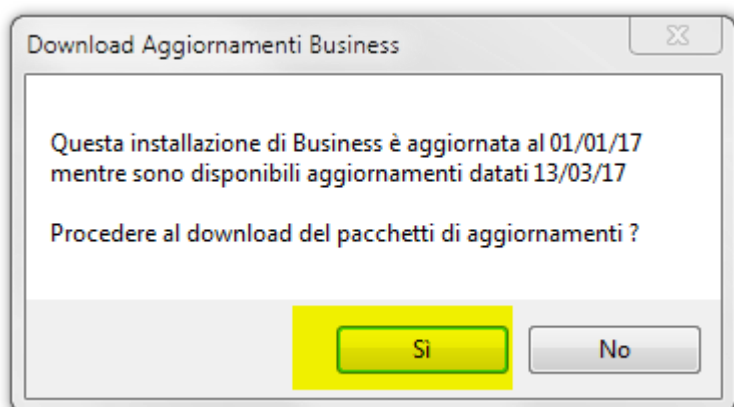 Download Aggiornamenti Business
Questa installazione di Business è aggiornata al 01/01/17
mentre sono disponibili aggiornamenti datati 13/03/17
Procedere al download del pacchetti di aggiornamenti ?
Sì
No